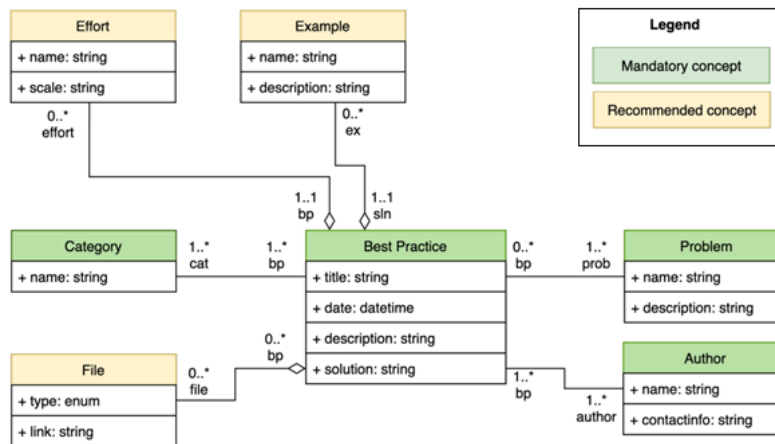 Effort
+ name: string
+ scale: string
Example
+ name: string
+ description: string
Legend
Mandatory concept
Recommended concept
0..*
effort
0..*
ex
1..1
bp
1..1
sln
Category
+ name: string
1..*
cat
1..*
bp
Best Practice
+ title: string
+ date: datetime
+ description: string
+ solution: string
0..*
bp
1..*
prob
Problem
+ name: string
+ description: string
File
+ type: enum
+ link: string
0..*
file
0..*
bp
1..*
bp
1..*
author
Author
+ name: string
+ contactinfo: string